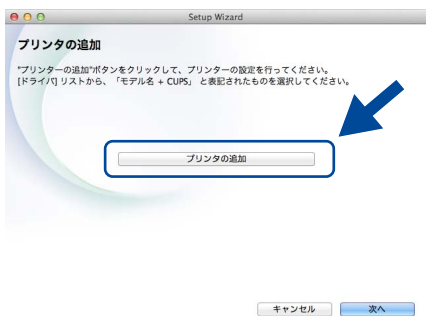 Setup Wizard
プリンタの追加
"プリンターの追加"ボタンをクリックして、プリンターの設定を行ってください。
[ドライバ] リストから、「モデル名 + CUPS」 と表記されたものを選択してください。
プリンタの追加
キャンセル
次へ